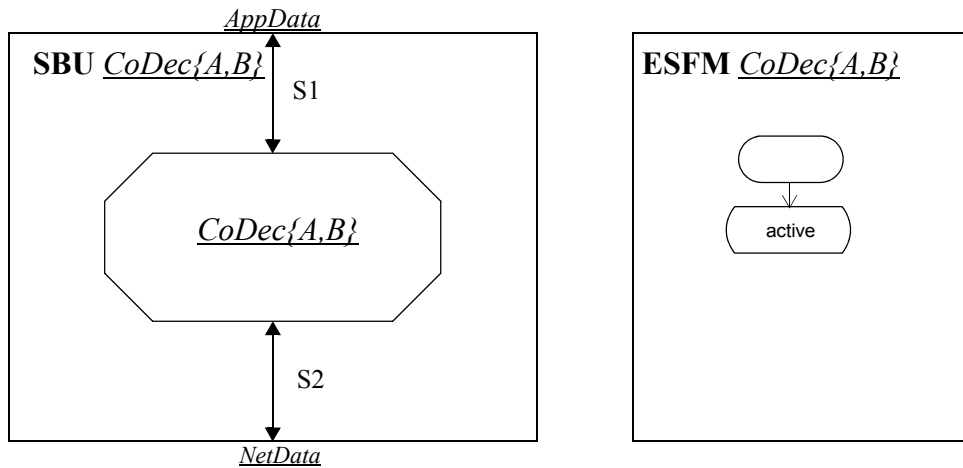 AppData
SBU CoDec{A,B}
S1
CoDec{A,B}
S2
NetData
ESFM CoDec{A,B}
active